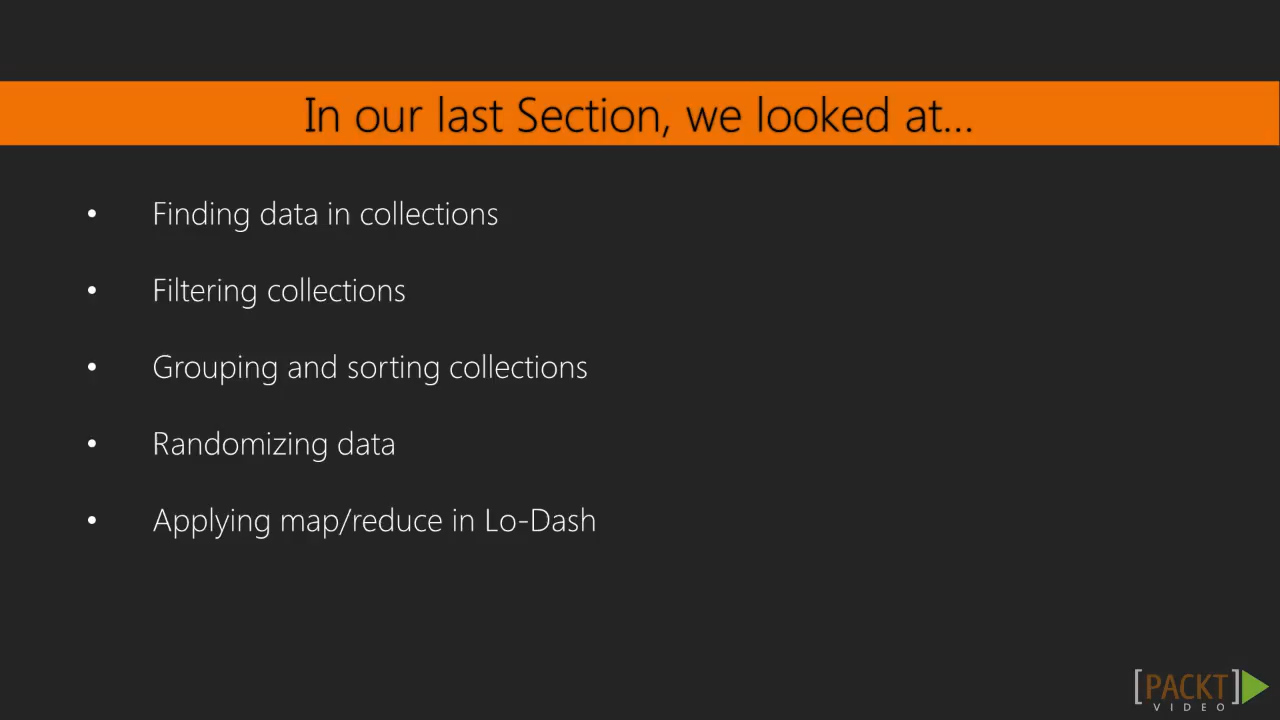 In our last Section, we looked at...
• Finding data in collections
• Filtering collections
• Grouping and sorting collections
• Randomizing data
• Applying map/reduce in Lo-Dash
[PACKT]
VIDEO